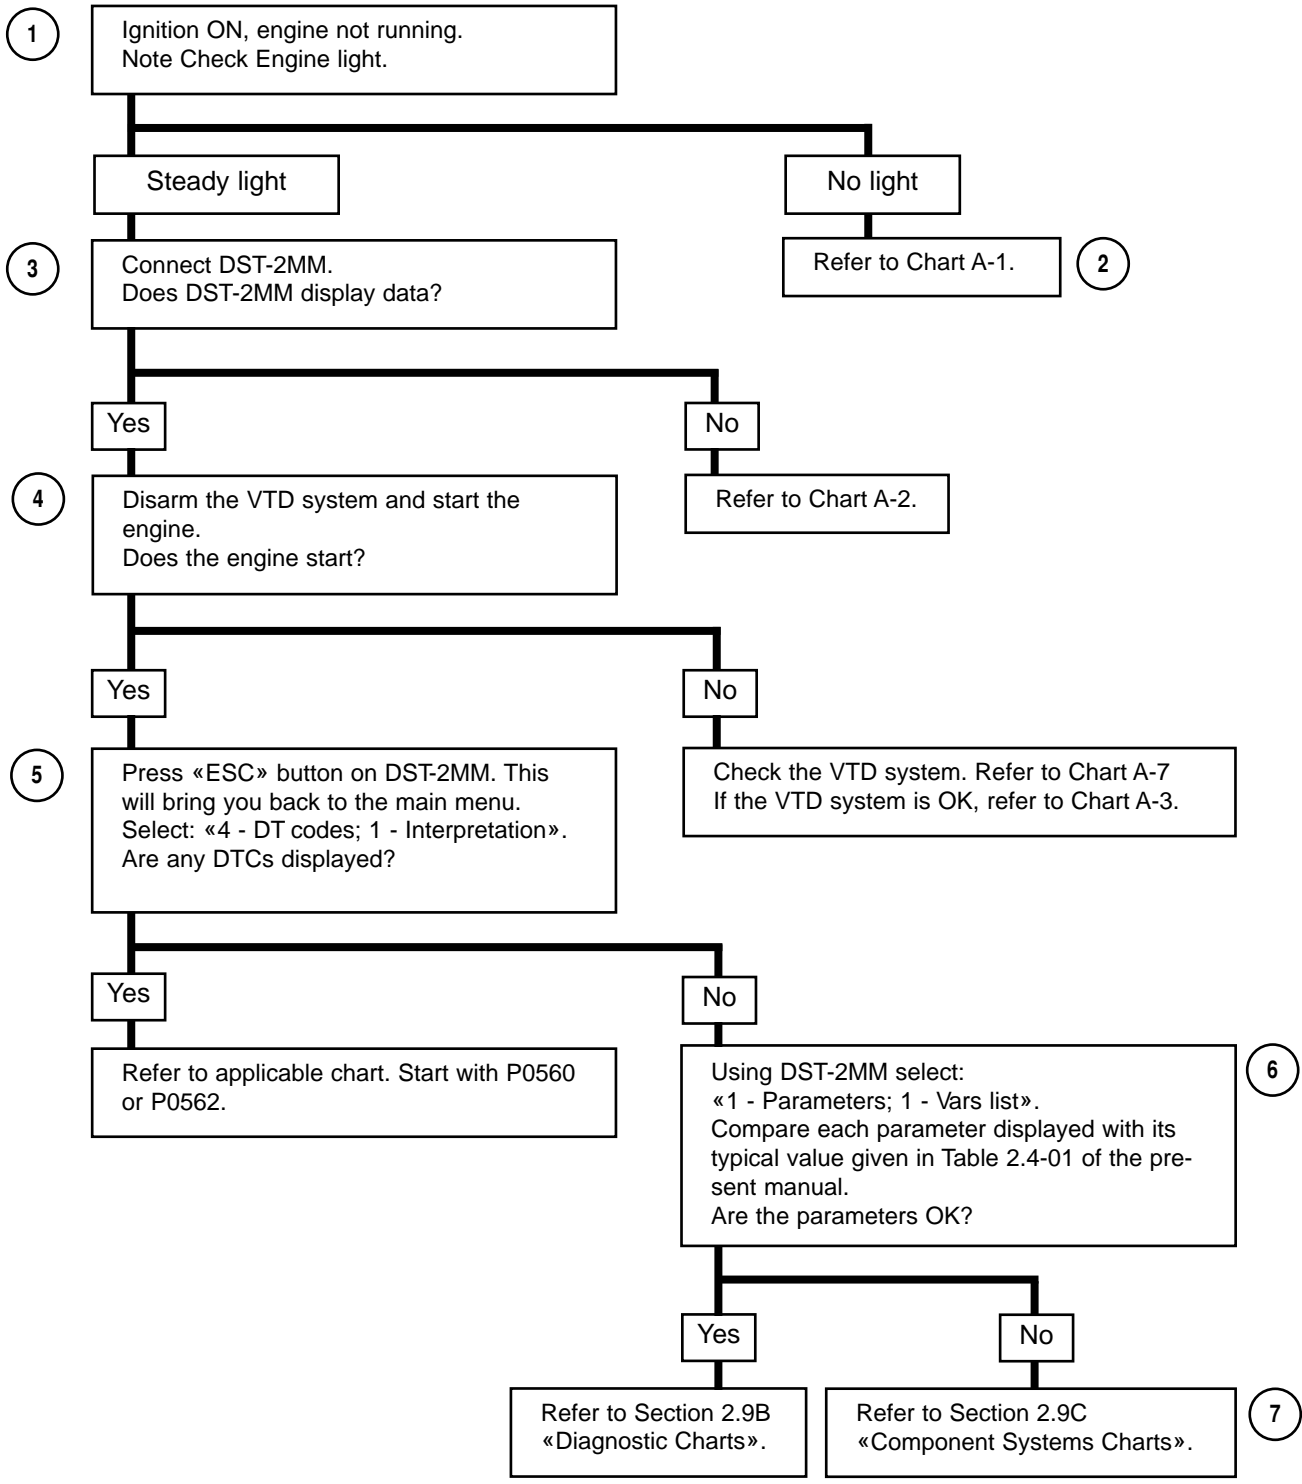 1
Ignition ON, engine not running.
Note Check Engine light.
Steady light
No light
3
Connect DST-2MM.
Does DST-2MM display data?
Refer to Chart A-1.
2
Yes
No
4
Disarm the VTD system and start the
engine.
Does the engine start?
Refer to Chart A-2.
Yes
No
5
Press «ESC» button on DST-2MM. This
will bring you back to the main menu.
Select: «4 - DT codes; 1 - Interpretation».
Are any DTCs displayed?
Check the VTD system. Refer to Chart A-7
If the VTD system is OK, refer to Chart A-3.
Yes
No
Refer to applicable chart. Start with P0560
or P0562.
Using DST-2MM select:
«1 - Parameters; 1 - Vars list».
Compare each parameter displayed with its
typical value given in Table 2.4-01 of the pre-
sent manual.
Are the parameters OK?
6
Yes
No
Refer to Section 2.9B
«Diagnostic Charts».
Refer to Section 2.9C
«Component Systems Charts».
7